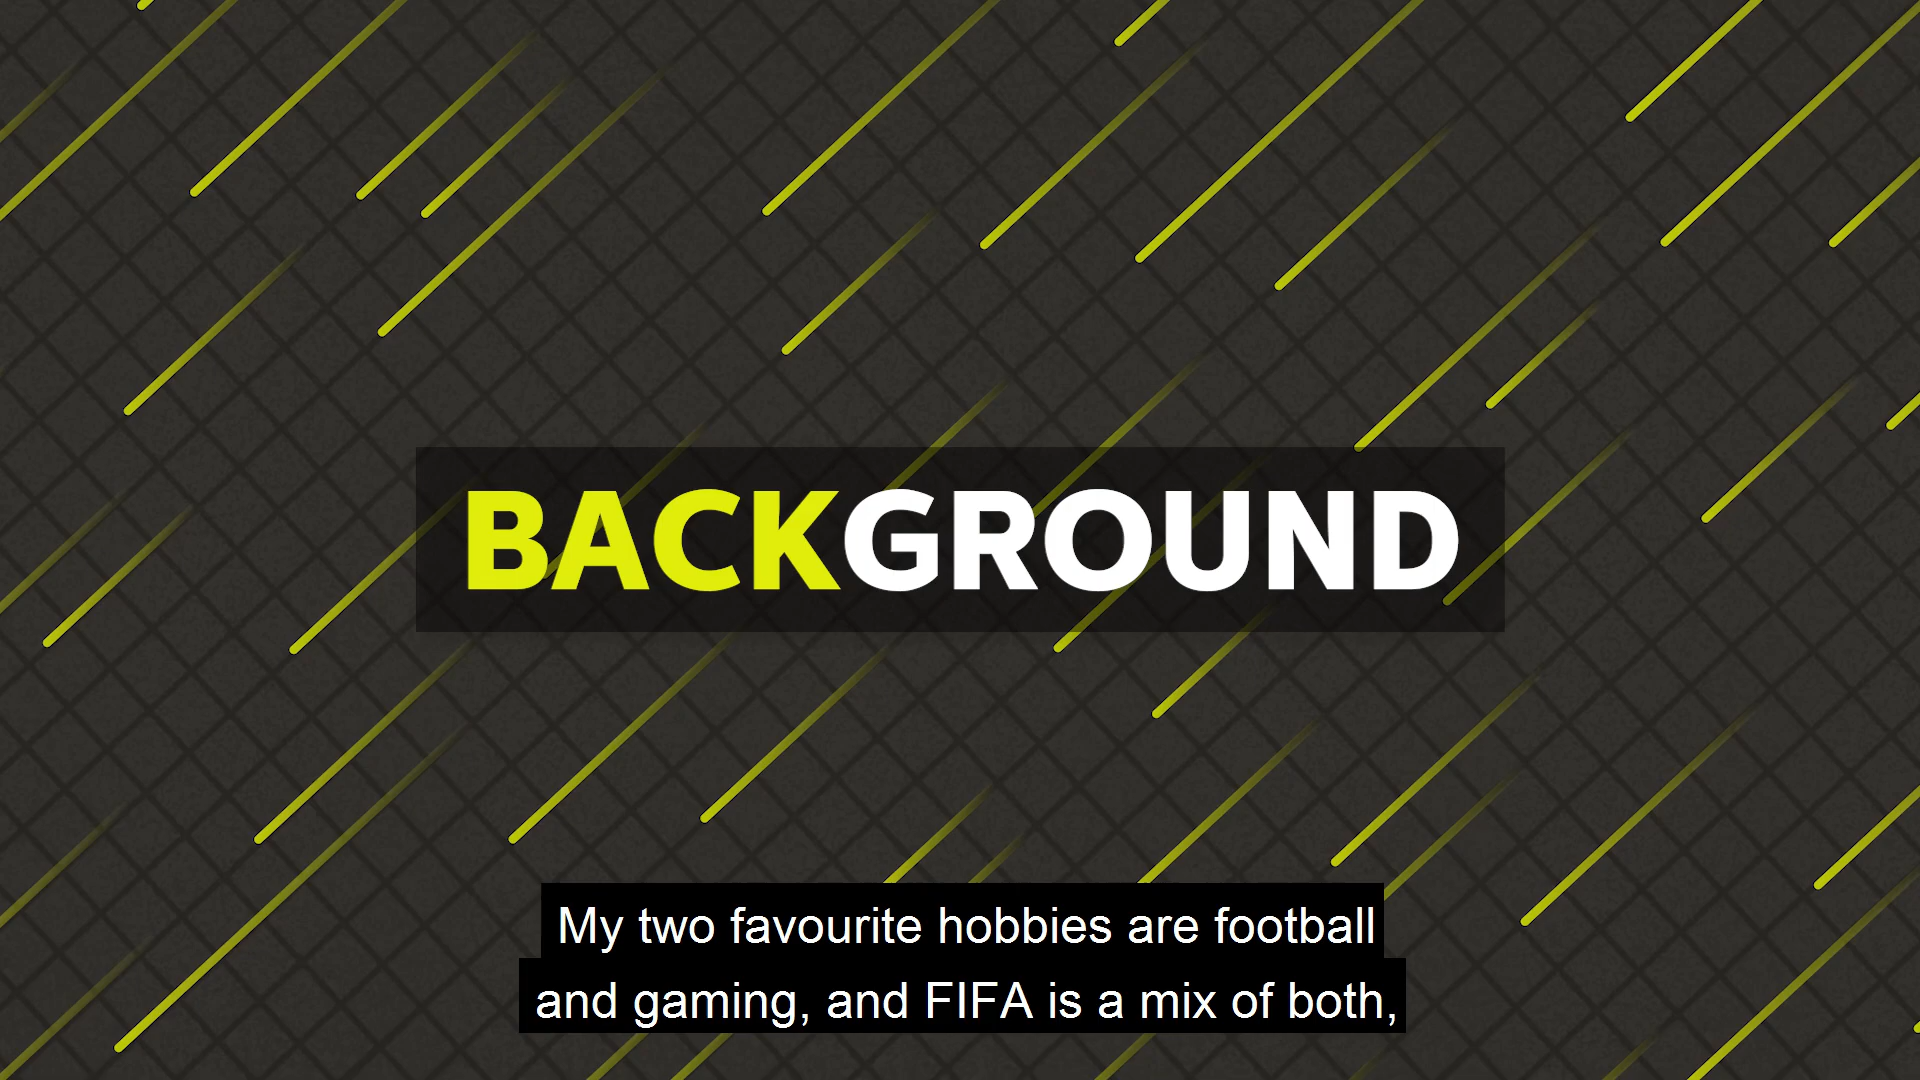 BACKGROUND
My two favourite hobbies are football
and gaming, and FIFA is a mix of both,